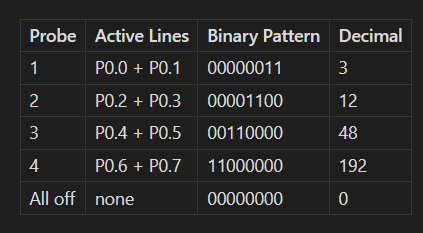 Probe Active Lines Binary Pattern Decimal
1 P0.0 + P0.1 00000011 3
2 P0.2 + P0.3 00001100 12
3 P0.4 + P0.5 00110000 48
4 P0.6 + P0.7 11000000 192
All off none 00000000 0